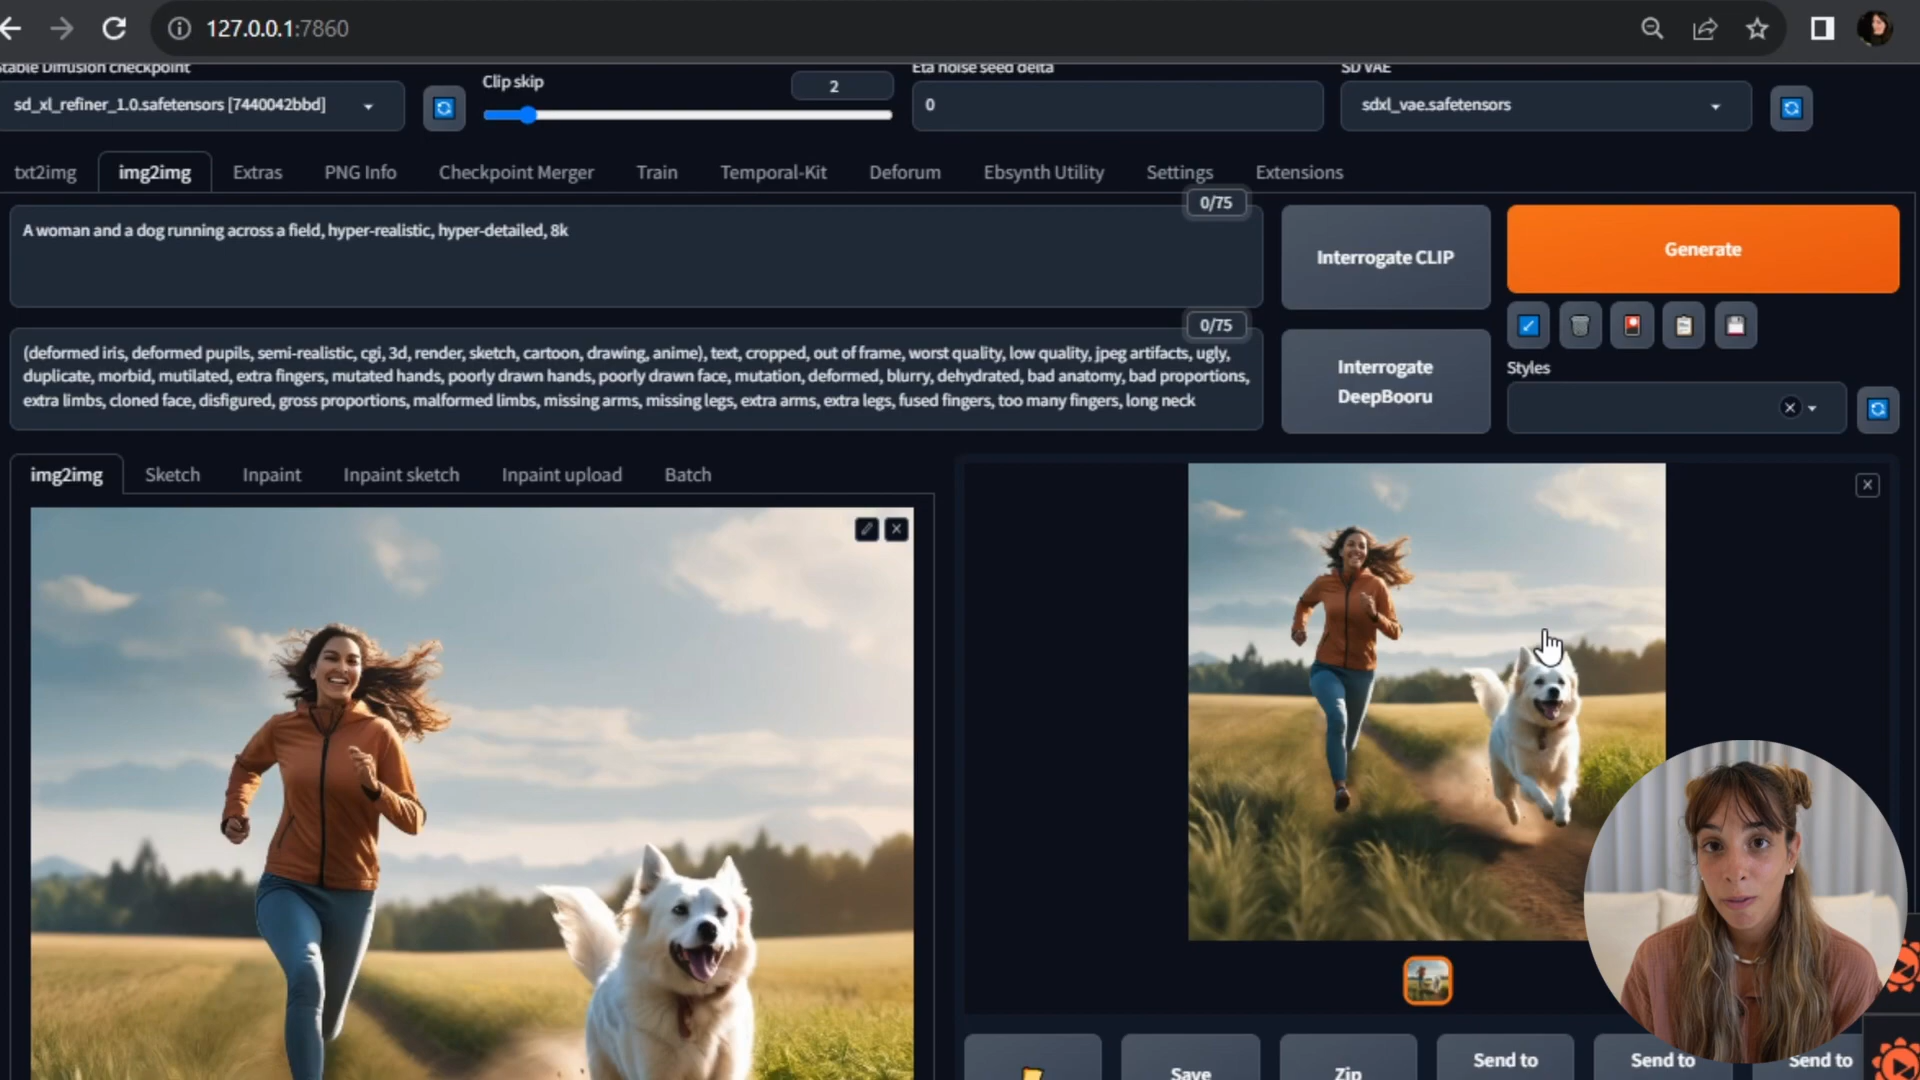 127.0.0.1:7860
Stable Diffusion checkpoint
Clip skip
2
Eta noise seed delta
SD VAE
sd_xl_refiner_1.0.safetensors [7440042bbd]
0
sdxl_vae.safetensors
txt2img
img2img
Extras
PNG Info
Checkpoint Merger
Train
Temporal-Kit
Deforum
Ebsynth Utility
Settings
Extensions
0/75
A woman and a dog running across a field, hyper-realistic, hyper-detailed, 8k
Interrogate CLIP
Generate
0/75
(deformed iris, deformed pupils, semi-realistic, cgi, 3d, render, sketch, cartoon, drawing, anime), text, cropped, out of frame, worst quality, low quality, jpeg artifacts, ugly,
duplicate, morbid, mutilated, extra fingers, mutated hands, poorly drawn hands, poorly drawn face, mutation, deformed, blurry, dehydrated, bad anatomy, bad proportions,
extra limbs, cloned face, disfigured, gross proportions, malformed limbs, missing arms, missing legs, extra arms, extra legs, fused fingers, too many fingers, long neck
Interrogate
DeepBooru
Styles
img2img
Sketch
Inpaint
Inpaint sketch
Inpaint upload
Batch
Save
Zip
Send to
Send to
Send to